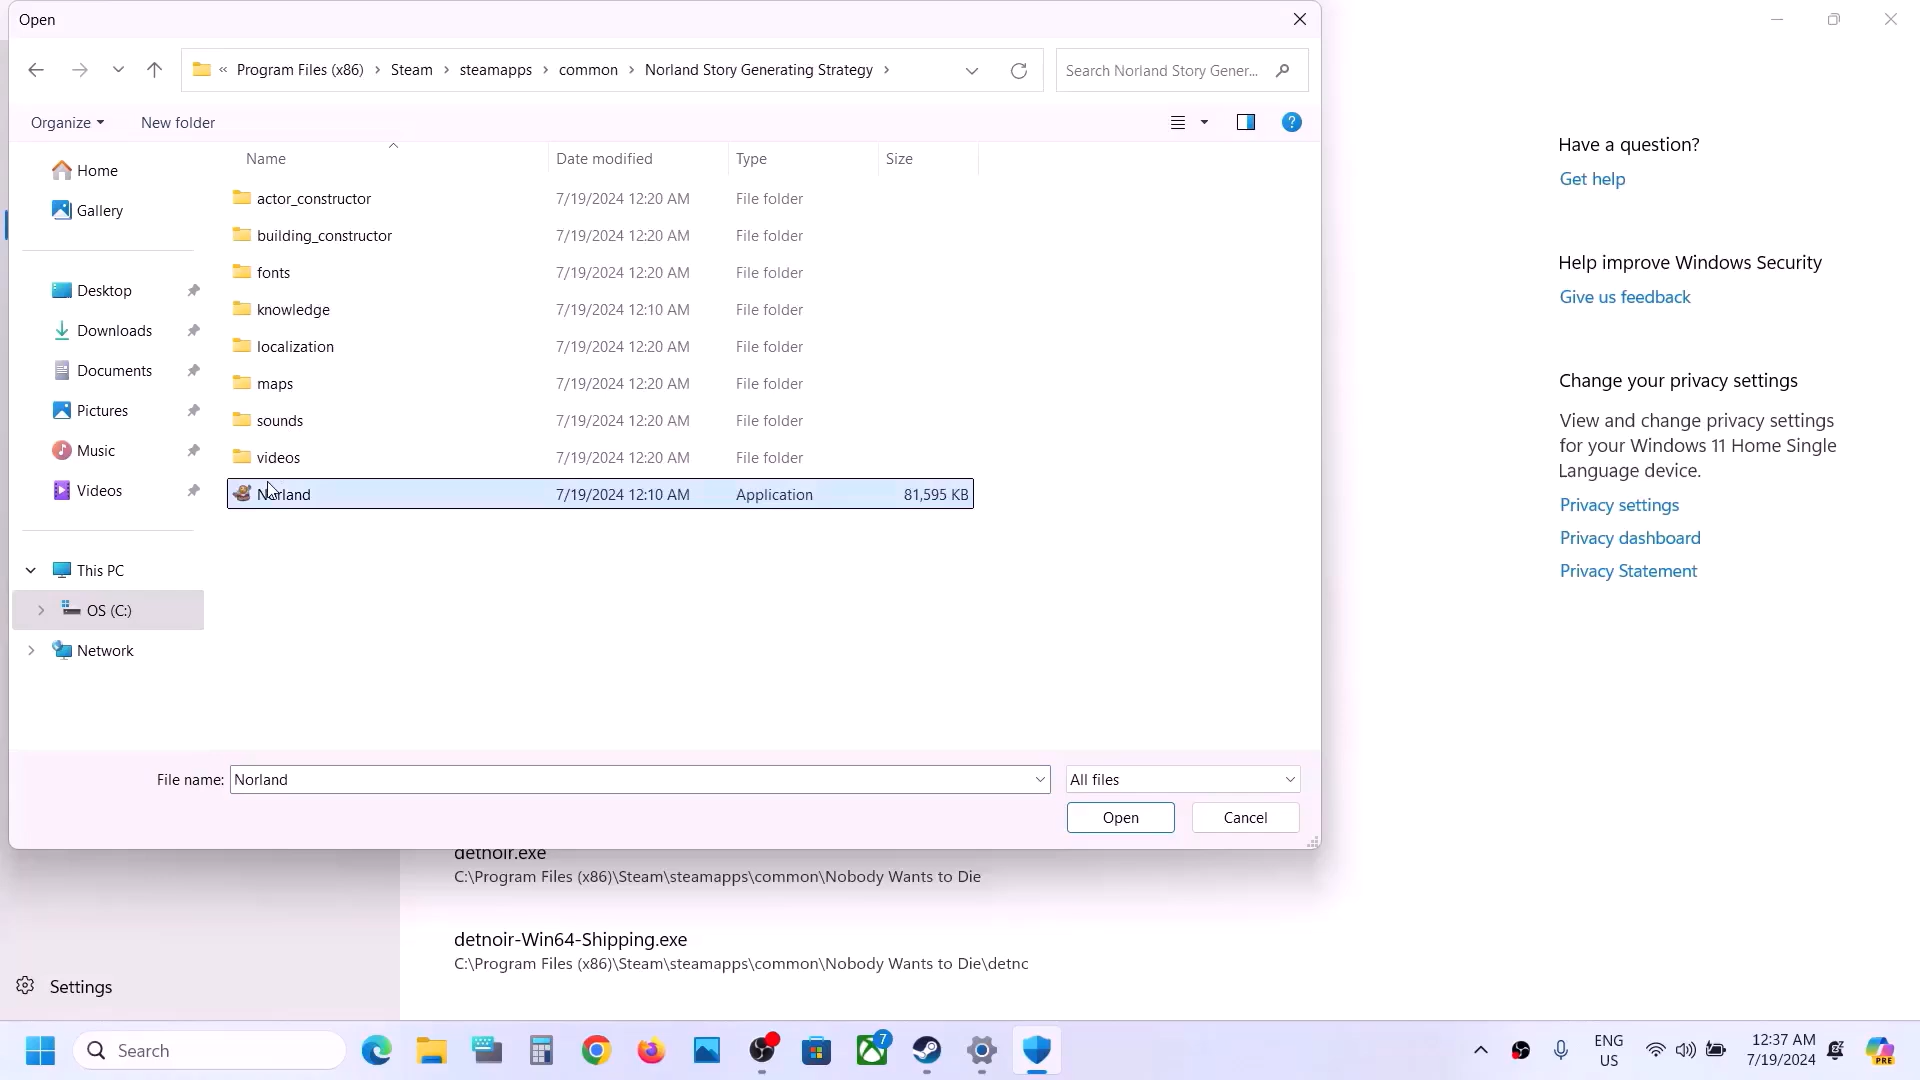 Open
« Program Files (x86) > Steam > steamapps > common > Norland Story Generating Strategy >
Search Norland Story Gener...
Organize
New folder
Name
Date modified
Type
Size
Home
Gallery
Desktop
Downloads
Documents
Pictures
Music
Videos
This PC
OS (C:)
Network
actor_constructor 7/19/2024 12:20 AM File folder
building_constructor 7/19/2024 12:20 AM File folder
fonts 7/19/2024 12:20 AM File folder
knowledge 7/19/2024 12:10 AM File folder
localization 7/19/2024 12:20 AM File folder
maps 7/19/2024 12:20 AM File folder
sounds 7/19/2024 12:20 AM File folder
videos 7/19/2024 12:20 AM File folder
Norland 7/19/2024 12:10 AM Application 81,595 KB
File name: Norland
All files
Open
Cancel
Have a question?
Get help
Help improve Windows Security
Give us feedback
Change your privacy settings
View and change privacy settings
for your Windows 11 Home Single
Language device.
Privacy settings
Privacy dashboard
Privacy Statement
detnoir.exe
C:\Program Files (x86)\Steam\steamapps\common\Nobody Wants to Die
detnoir-Win64-Shipping.exe
C:\Program Files (x86)\Steam\steamapps\common\Nobody Wants to Die\detnc
Settings
Search
7
ENG
US
12:37 AM
7/19/2024
PRE